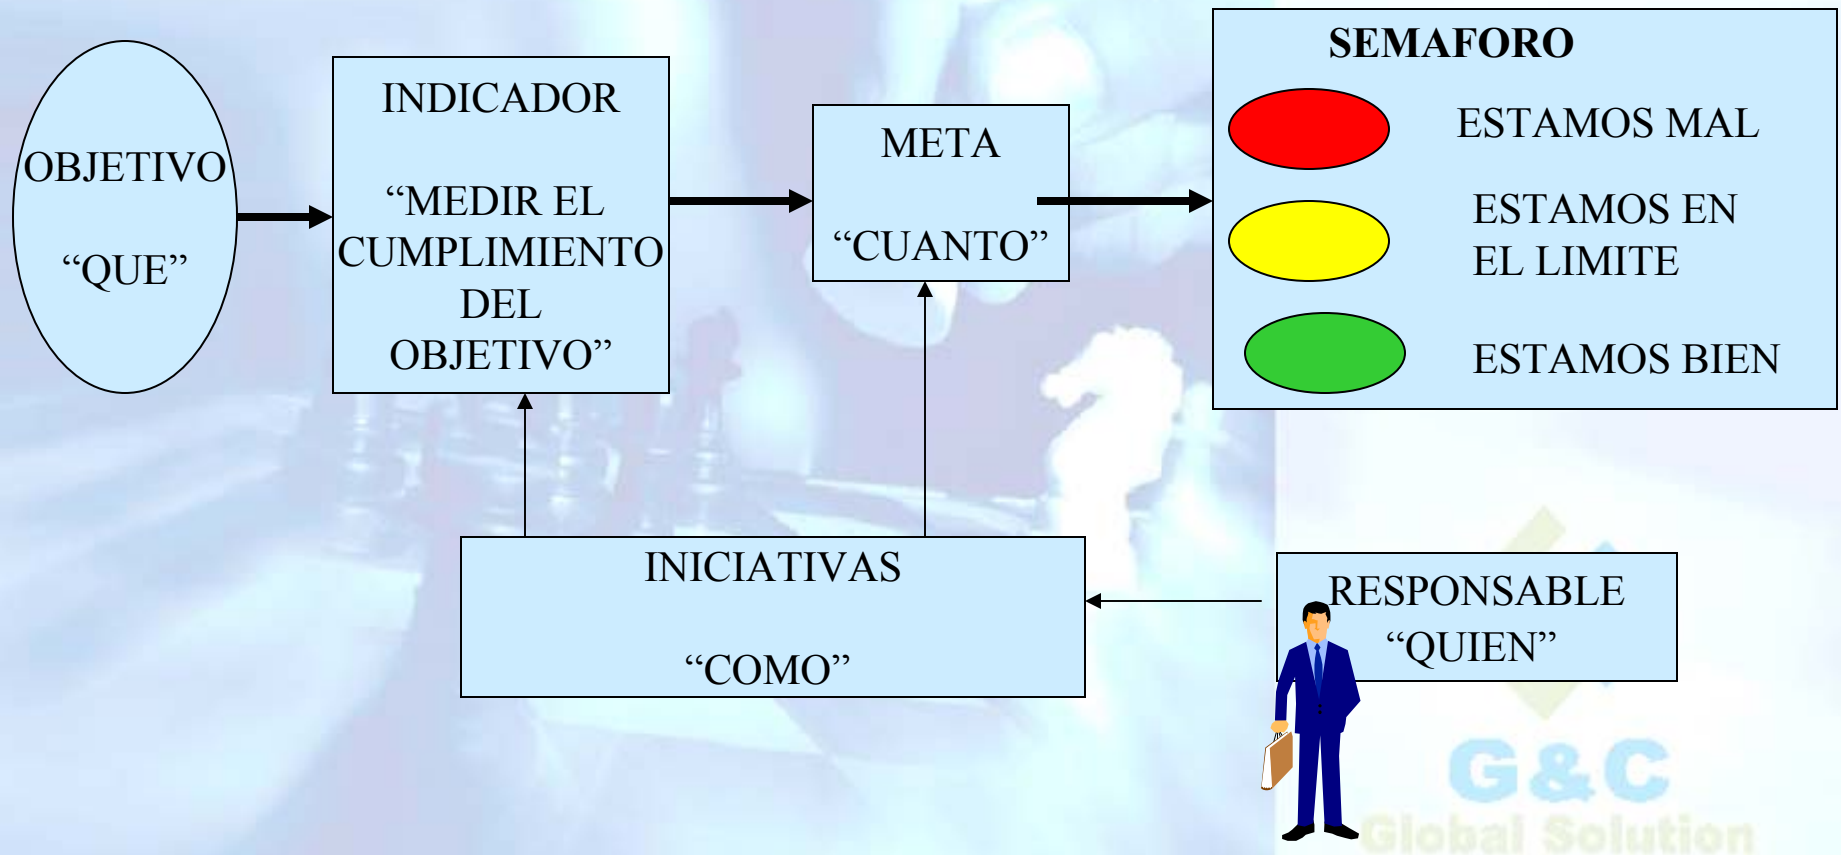 OBJETIVO
“QUE”
INDICADOR
“MEDIR EL
CUMPLIMIENTO
DEL
OBJETIVO”
META
“CUANTO”
SEMAFORO
ESTAMOS MAL
ESTAMOS EN
EL LIMITE
ESTAMOS BIEN
INICIATIVAS
“COMO”
RESPONSABLE
“QUIEN”
G&C
Global Solution